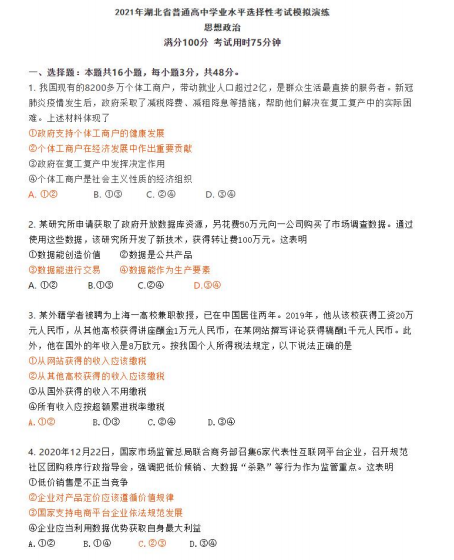 2021年湖北省普通高中学业水平选择性考试模拟演练
思想政治
满分100分 考试用时75分钟
一、选择题：本题共16小题，每小题3分，共48分。
1. 我国现有的8200多万个体工商户，带动就业人口超过2亿，是群众生活最直接的服务者。新冠
肺炎疫情发生后，政府采取了减税降费、减租降息等措施，帮助他们解决在复工复产中的实际困
难。上述材料体现了
①政府支持个体工商户的健康发展
②个体工商户在经济发展中作出重要贡献
③政府在复工复产中发挥决定作用
④个体工商户是社会主义性质的经济组织
A. ①② B. ①③ C. ②④ D. ③④
2. 某研究所申请获取了政府开放数据库资源，另花费50万元向一公司购买了市场调查数据。通过
使用这些数据，该研究所开发了新技术，获得转让费100万元。这表明
①数据能创造价值 ②数据是公共产品
③数据能进行交易 ④数据能作为生产要素
A. ①② B.①③ C.②④ D.③④
3. 某外籍学者被聘为上海一高校兼职教授，已在中国居住两年。2019年，他从该校获得工资20万
元人民币，从其他高校获得讲座酬金1万元人民币，在某网站撰写评论获得稿酬1千元人民币。此
外，他在国外的年收入是8万欧元。按我国个人所得税法规定，以下说法正确的是
①从网站获得的收入应该缴税
②从其他高校获得的收入应该缴税
③从国外获得的收入不用缴税
④所有收入应按超额累进税率缴税
A.①② B.①③ C.②④ D.③④
4. 2020年12月22日，国家市场监管总局联合商务部召集6家代表性互联网平台企业，召开规范
社区团购秩序行政指导会，强调把低价倾销、大数据“杀熟”等行为作为监管重点。这表明
①低价销售是不正当竞争
②企业对产品定价应该遵循价值规律
③国家支持电商平台企业依法规范发展
④企业应当利用数据优势获取自身最大利益
A.①② B.①④ C.②③ D.③④